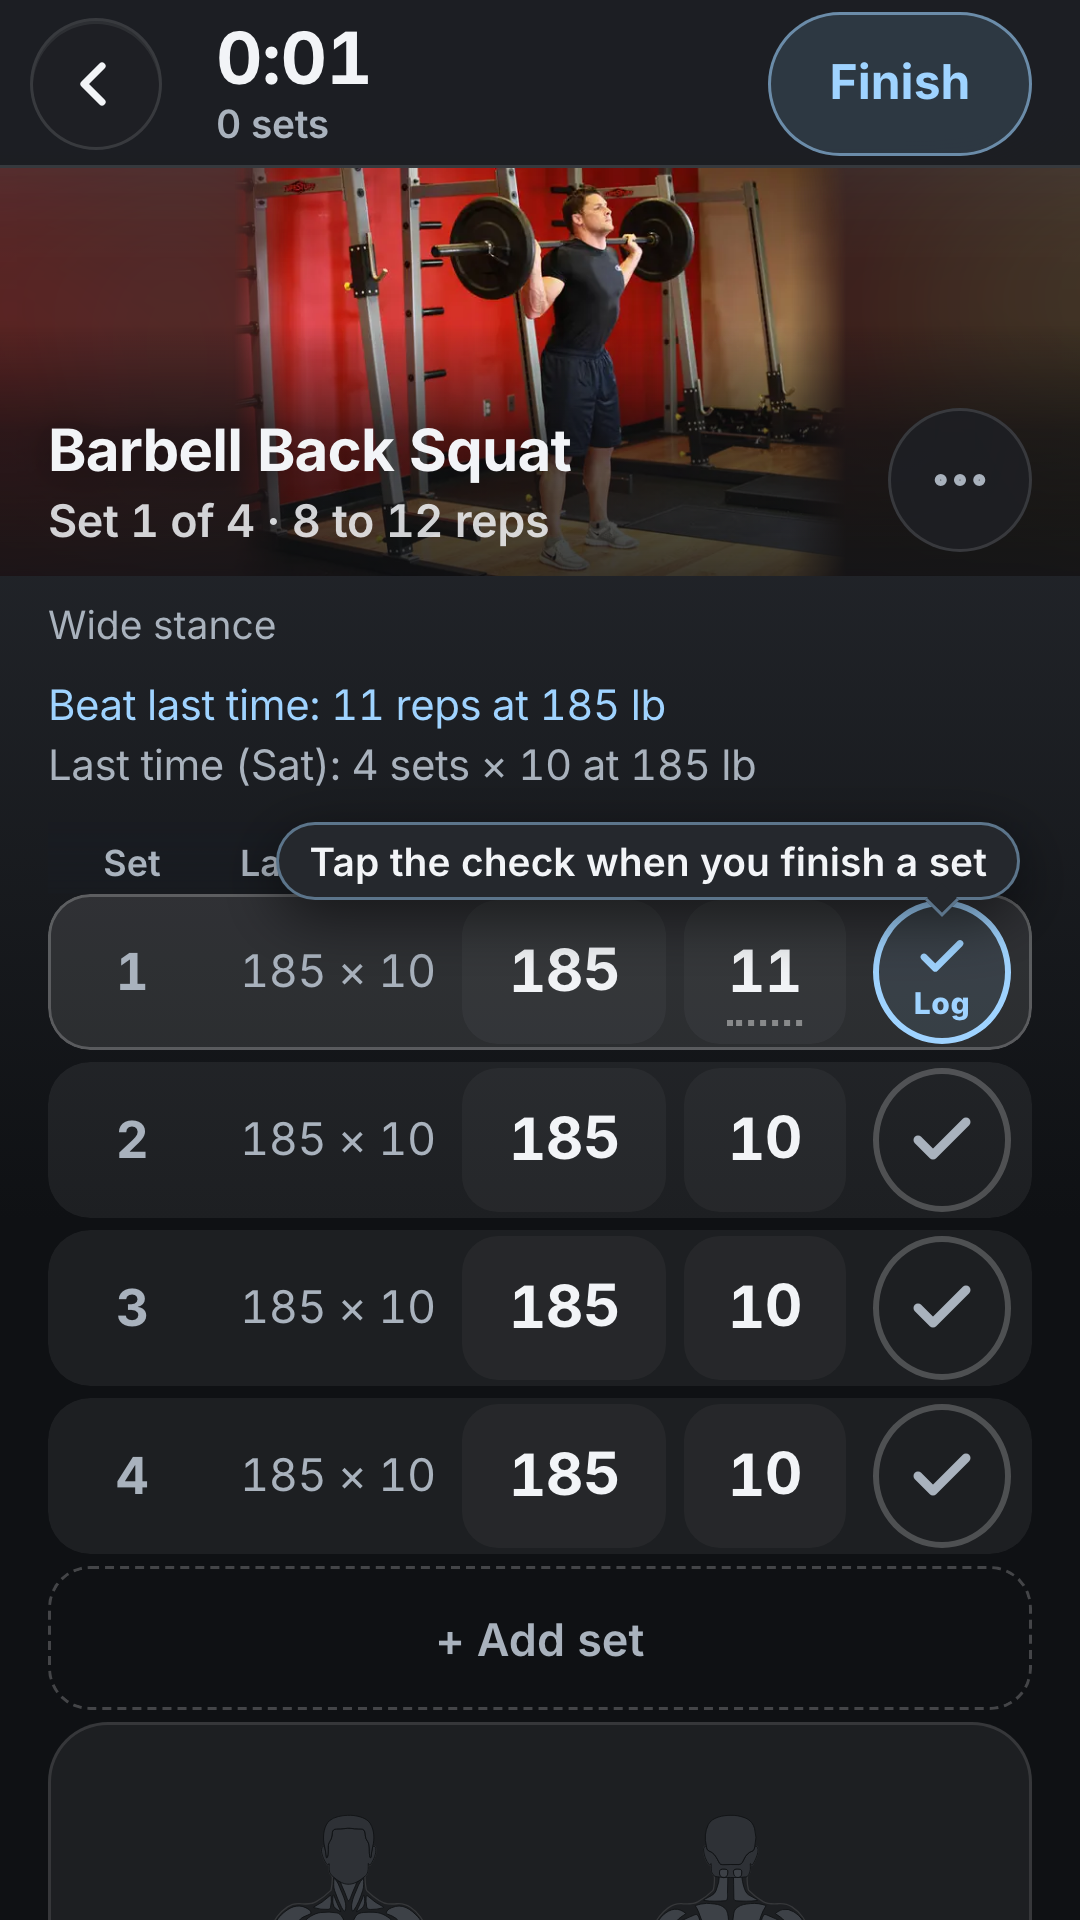 0:01
0 sets
Finish
Barbell Back Squat
Set 1 of 4 · 8 to 12 reps
Wide stance
Beat last time: 11 reps at 185 lb
Last time (Sat): 4 sets × 10 at 185 lb
Tap the check when you finish a set
Set
1 185 × 10 185 11 Log
2 185 × 10 185 10
3 185 × 10 185 10
4 185 × 10 185 10
+ Add set